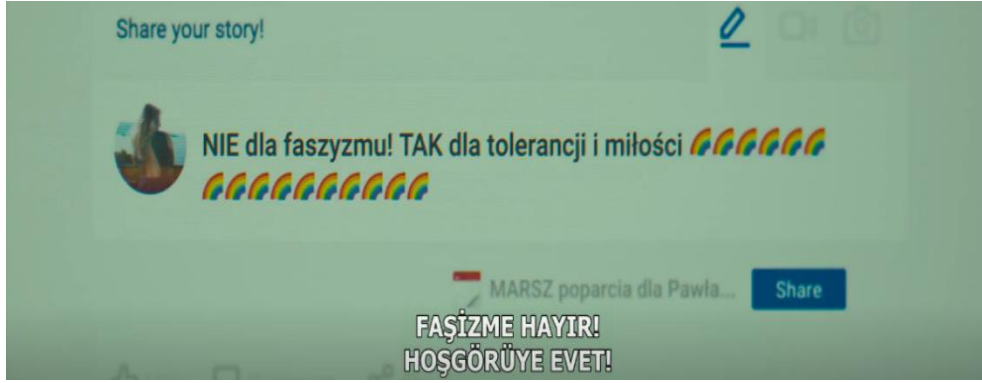 Share your story!
NIE dla faszyzmu! TAK dla tolerancji i miłości 🌈🌈🌈🌈🌈🌈
🌈🌈🌈🌈🌈🌈🌈🌈🌈🌈
MARSZ poparcia dla Pawła...
Share
FAŞİZME HAYIR!
HOŞGÖRÜYE EVET!